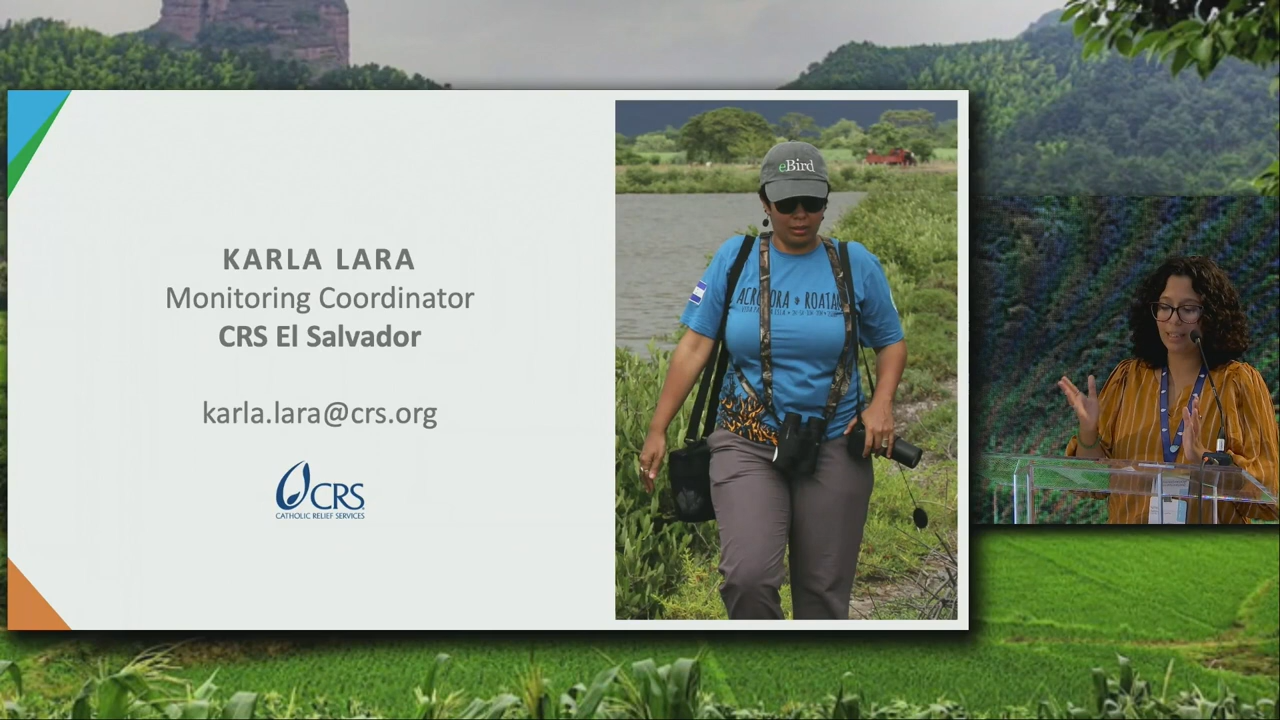 KARLA LARA
Monitoring Coordinator
CRS El Salvador
karla.lara@crs.org
CRS
CATHOLIC RELIEF SERVICES
eBird